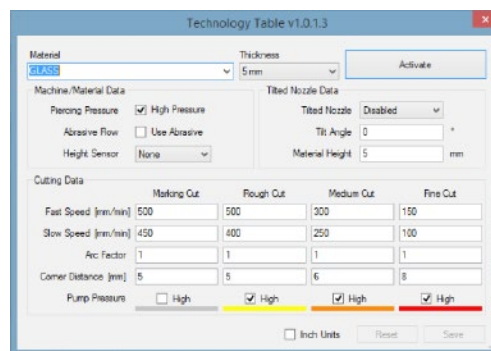 Technology Table v1.0.1.3
Material
Thickness
GLASS
5 mm
Activate
Machine/Material Data
Tilted Nozzle Data
Piercing Pressure High Pressure
Tilted Nozzle Disabled
Abrasive Flow Use Abrasive
Tilt Angle 0 °
Height Sensor None
Material Height 5 mm
Cutting Data
Marking Cut Rough Cut Medium Cut Fine Cut
Fast Speed [mm/min] 500 500 300 150
Slow Speed [mm/min] 450 400 250 100
Arc Factor 1 1 1 1
Corner Distance [mm] 5 5 6 8
Pump Pressure High High High High
Inch Units Reset Save